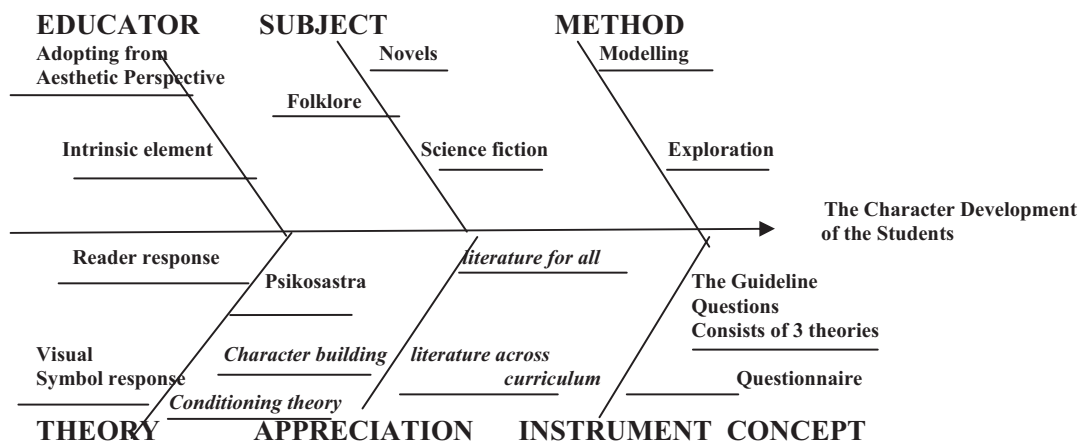 EDUCATOR SUBJECT METHOD
Adopting from
Aesthetic Perspective
Novels
Modelling
Folklore
Intrinsic element
Science fiction
Exploration
The Character Development
of the Students
Reader response
literature for all
Psikosastra
The Guideline
Questions
Consists of 3 theories
Visual
Symbol response
Character building
literature across
curriculum
Questionnaire
Conditioning theory
THEORY APPRECIATION INSTRUMENT CONCEPT